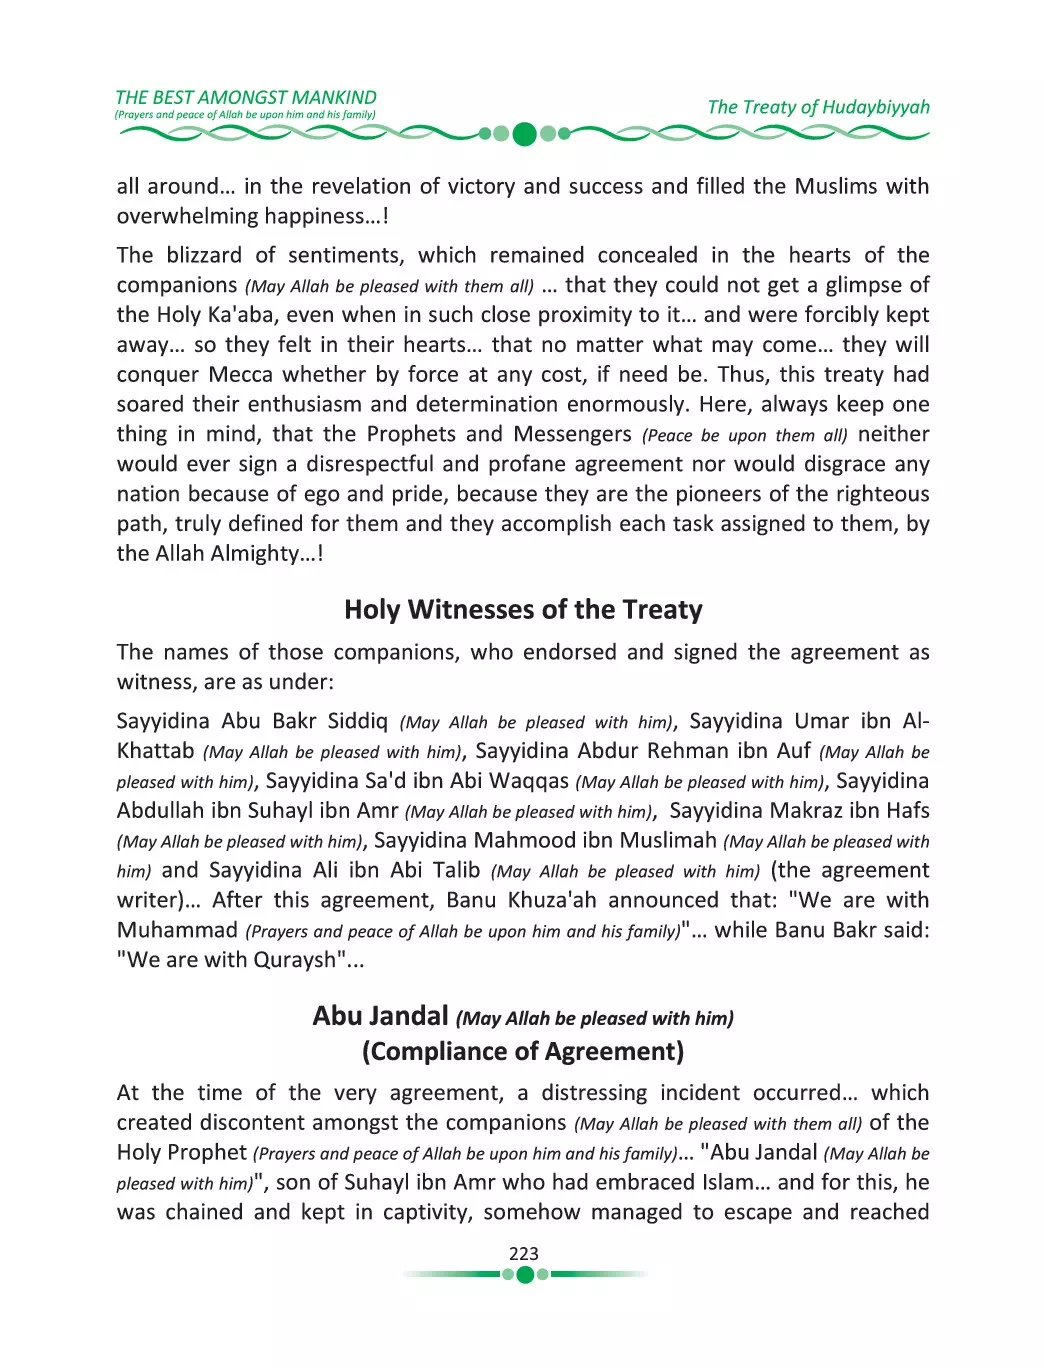 THE BEST AMONGST MANKIND
(Prayers and peace of Allah be upon him and his family)
The Treaty of Hudaybiyyah
all around... in the revelation of victory and success and filled the Muslims with
overwhelming happiness...!
The blizzard of sentiments, which remained concealed in the hearts of the
companions (May Allah be pleased with them all) ... that they could not get a glimpse of
the Holy Ka'aba, even when in such close proximity to it... and were forcibly kept
away... so they felt in their hearts... that no matter what may come... they will
conquer Mecca whether by force at any cost, if need be. Thus, this treaty had
soared their enthusiasm and determination enormously. Here, always keep one
thing in mind, that the Prophets and Messengers (Peace be upon them all) neither
would ever sign a disrespectful and profane agreement nor would disgrace any
nation because of ego and pride, because they are the pioneers of the righteous
path, truly defined for them and they accomplish each task assigned to them, by
the Allah Almighty...!
Holy Witnesses of the Treaty
The names of those companions, who endorsed and signed the agreement as
witness, are as under:
Sayyidina Abu Bakr Siddiq (May Allah be pleased with him), Sayyidina Umar ibn Al-
Khattab (May Allah be pleased with him), Sayyidina Abdur Rehman ibn Auf (May Allah be
pleased with him), Sayyidina Sa'd ibn Abi Waqqas (May Allah be pleased with him), Sayyidina
Abdullah ibn Suhayl ibn Amr (May Allah be pleased with him), Sayyidina Makraz ibn Hafs
(May Allah be pleased with him), Sayyidina Mahmood ibn Muslimah (May Allah be pleased with
him) and Sayyidina Ali ibn Abi Talib (May Allah be pleased with him) (the agreement
writer)... After this agreement, Banu Khuza'ah announced that: "We are with
Muhammad (Prayers and peace of Allah be upon him and his family)"... while Banu Bakr said:
"We are with Quraysh"...
Abu Jandal (May Allah be pleased with him)
(Compliance of Agreement)
At the time of the very agreement, a distressing incident occurred... which
created discontent amongst the companions (May Allah be pleased with them all) of the
Holy Prophet (Prayers and peace of Allah be upon him and his family)... "Abu Jandal (May Allah be
pleased with him)", son of Suhayl ibn Amr who had embraced Islam... and for this, he
was chained and kept in captivity, somehow managed to escape and reached
223